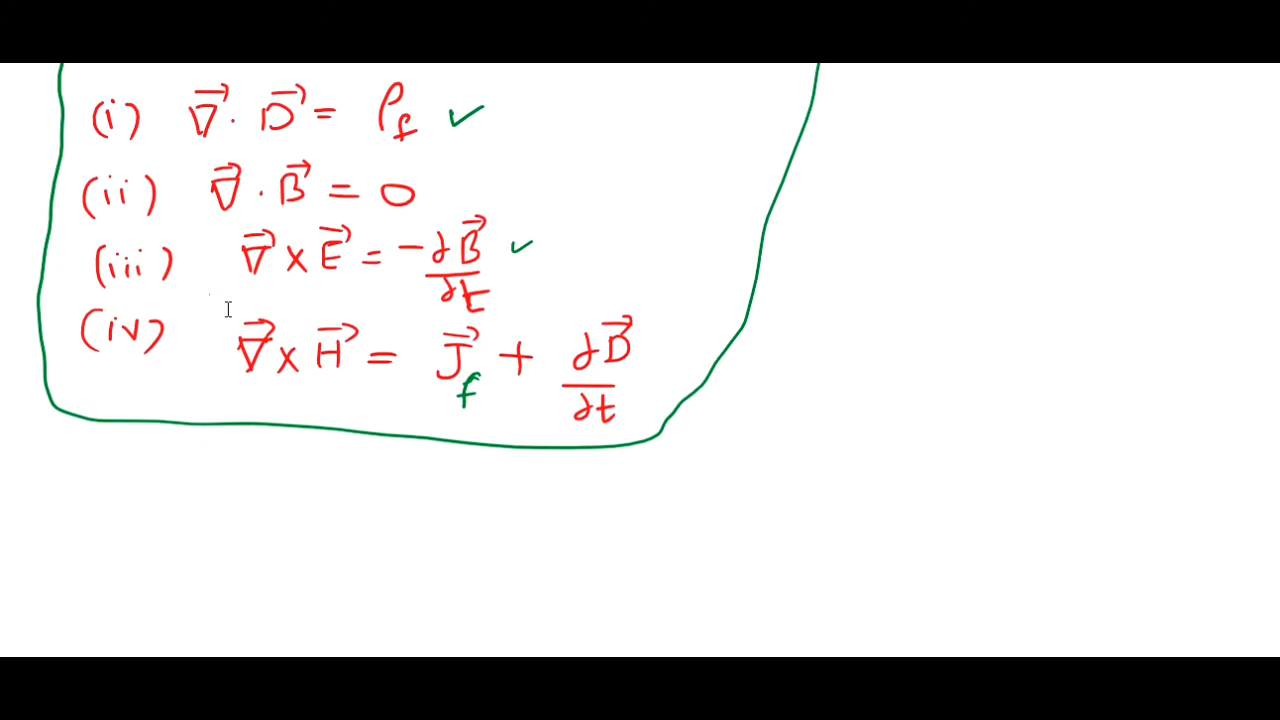 (i) ∇⃗ · D⃗ = ρ_f ✓
(ii) ∇⃗ · B⃗ = 0
(iii) ∇⃗ × E⃗ = −∂B⃗/∂t ✓
(iv) ∇⃗ × H⃗ = J⃗_f + ∂D⃗/∂t